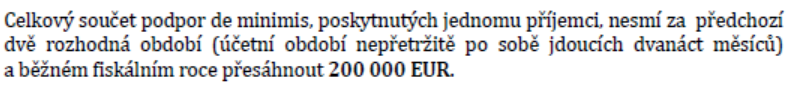 Celkový součet podpor de minimis, poskytnutých jednomu příjemci, nesmí za předchozí
dvě rozhodná období (účetní období nepřetržitě po sobě jdoucích dvanáct měsíců)
a běžném fiskálním roce přesáhnout 200 000 EUR.